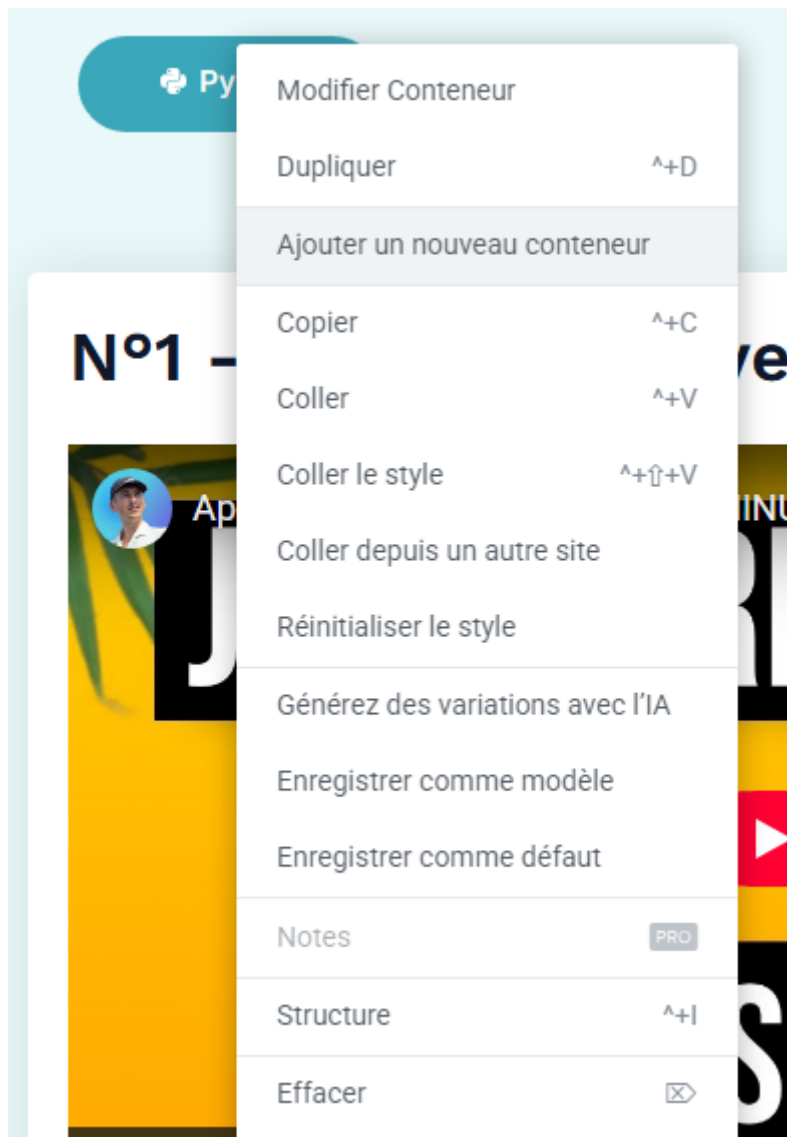 Py
Modifier Conteneur
Dupliquer ^+D
Ajouter un nouveau conteneur
Copier ^+C
N°1 -
Coller ^+V
Coller le style ^+⇧+V
Ap
Coller depuis un autre site
Réinitialiser le style
Générez des variations avec l’IA
Enregistrer comme modèle
Enregistrer comme défaut
Notes PRO
Structure ^+I
Effacer